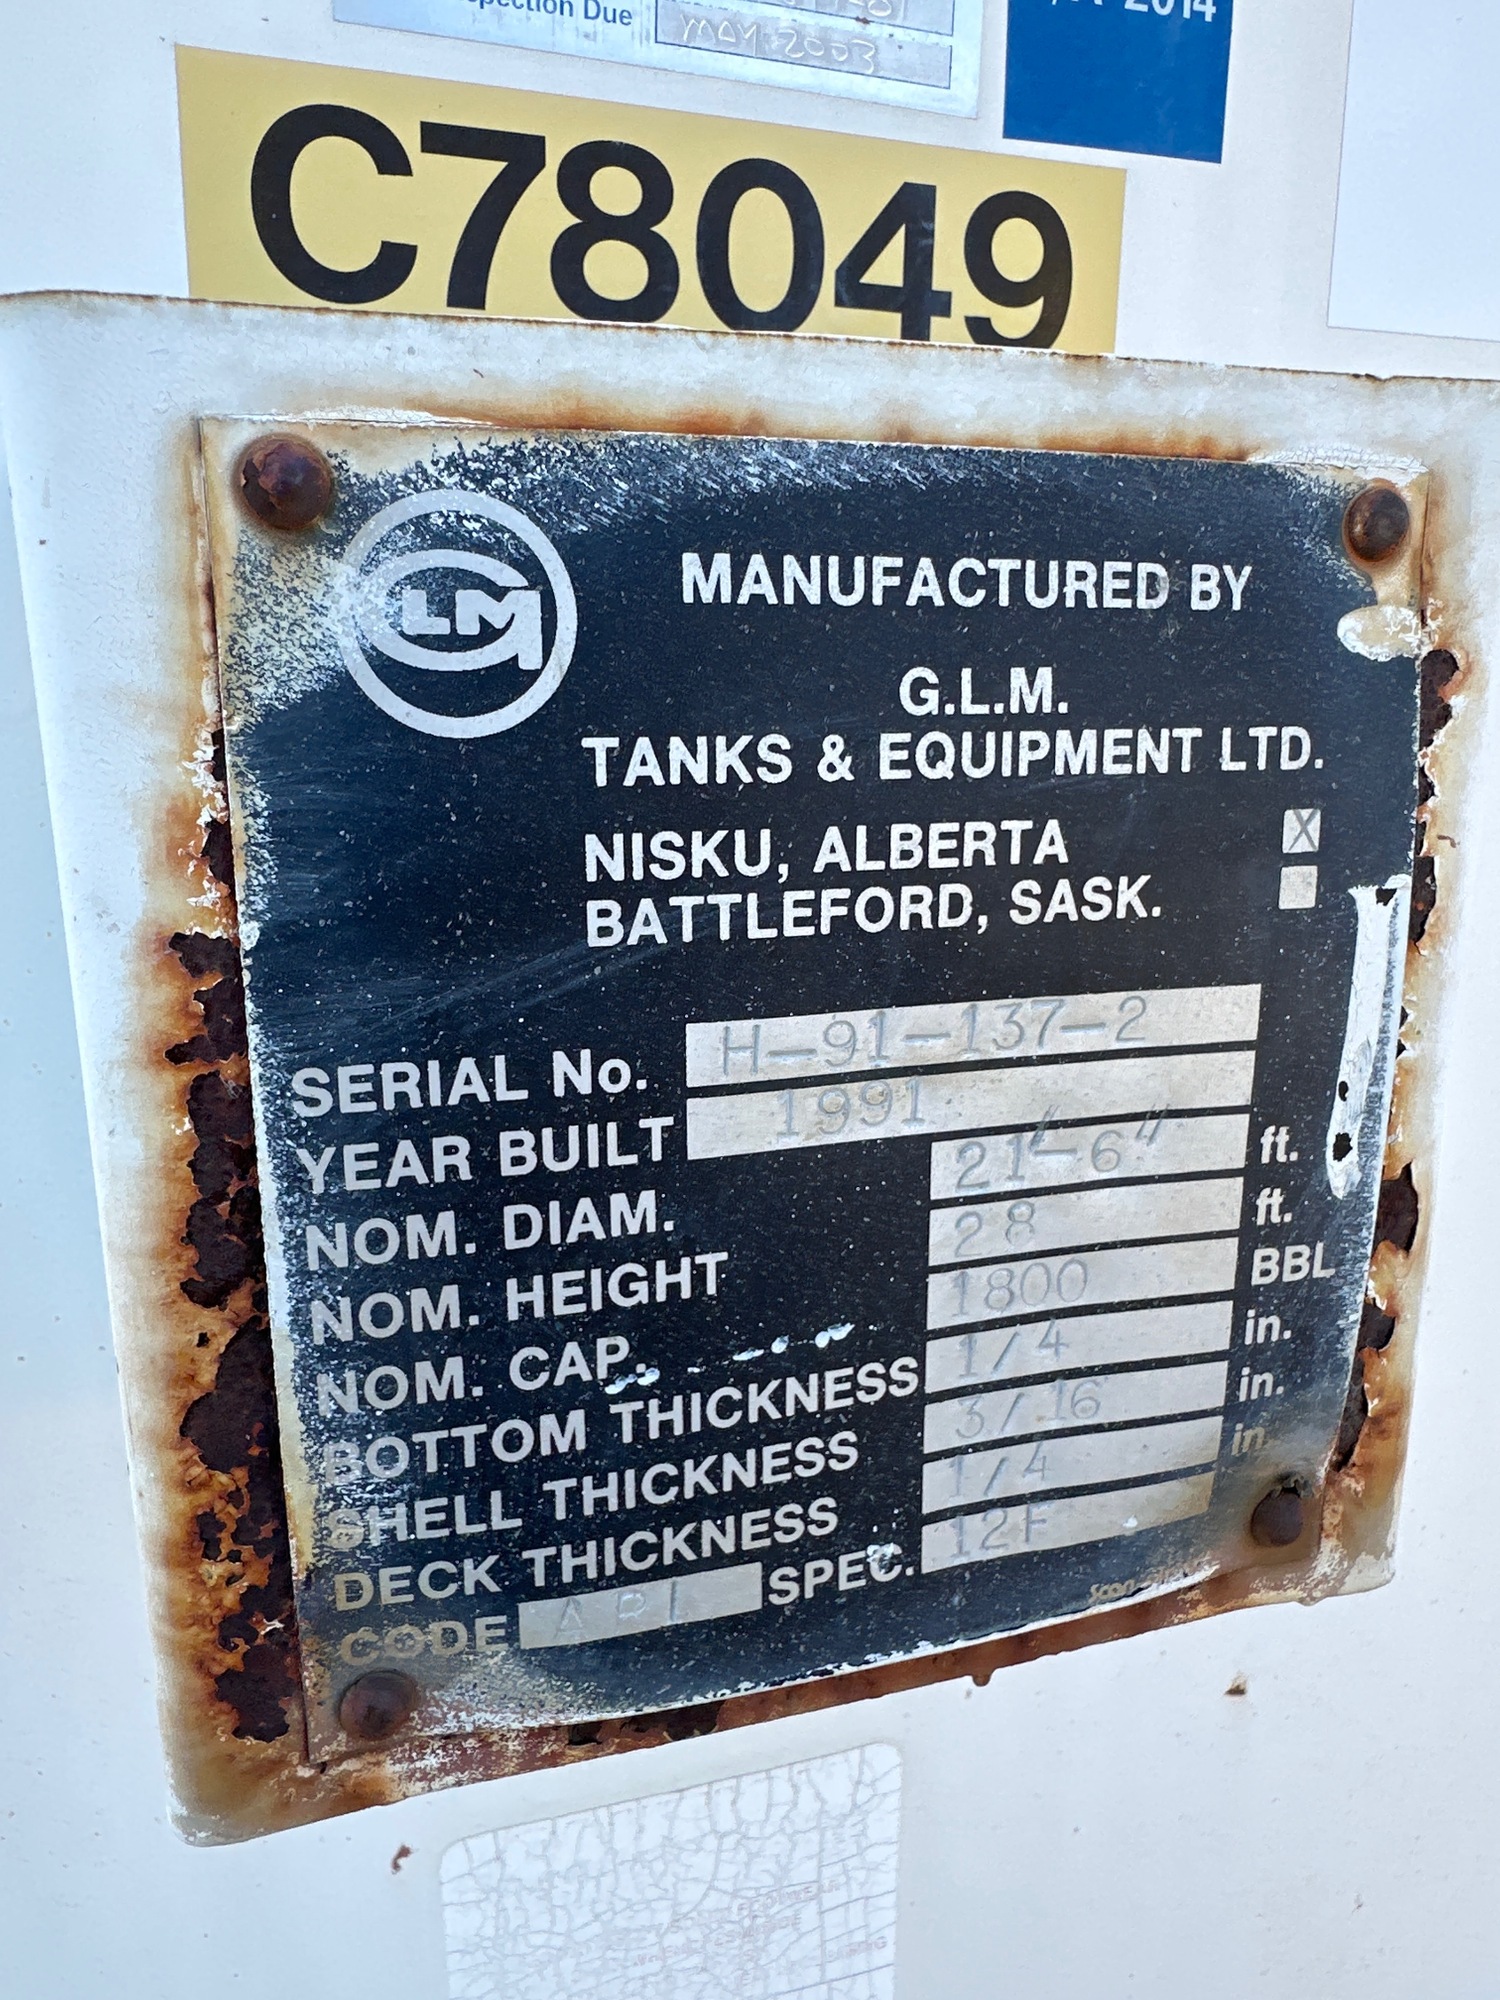 Inspection Due MAY 2003
2014
C78049
GLM
MANUFACTURED BY
G.L.M.
TANKS & EQUIPMENT LTD.
NISKU, ALBERTA X
BATTLEFORD, SASK.
SERIAL No. H-91-137-2
YEAR BUILT 1991
NOM. DIAM. 21"-6" ft.
NOM. HEIGHT 28 ft.
NOM. CAP. 1800 BBL
BOTTOM THICKNESS 1/4 in.
SHELL THICKNESS 3/16 in.
DECK THICKNESS 1/4 in.
CODE API SPEC. 12F